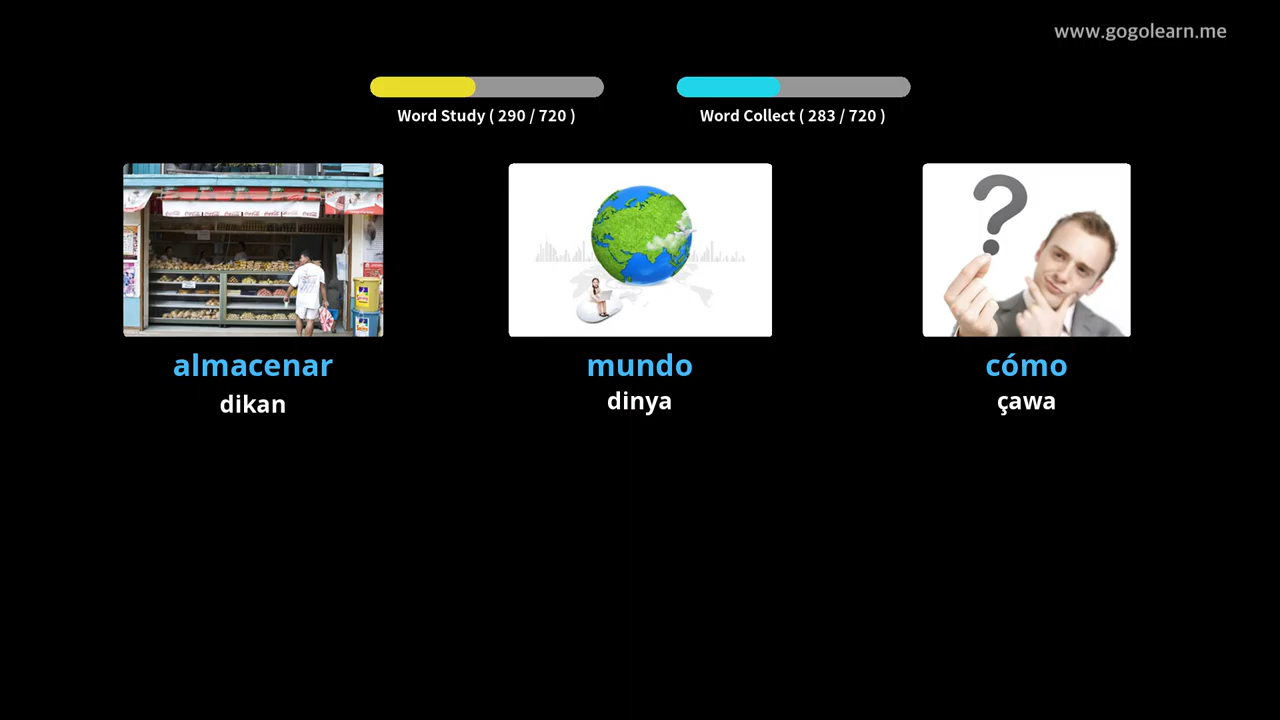 www.gogolearn.me
Word Study ( 290 / 720 )
Word Collect ( 283 / 720 )
almacenar
mundo
cómo
dikan
dinya
çawa